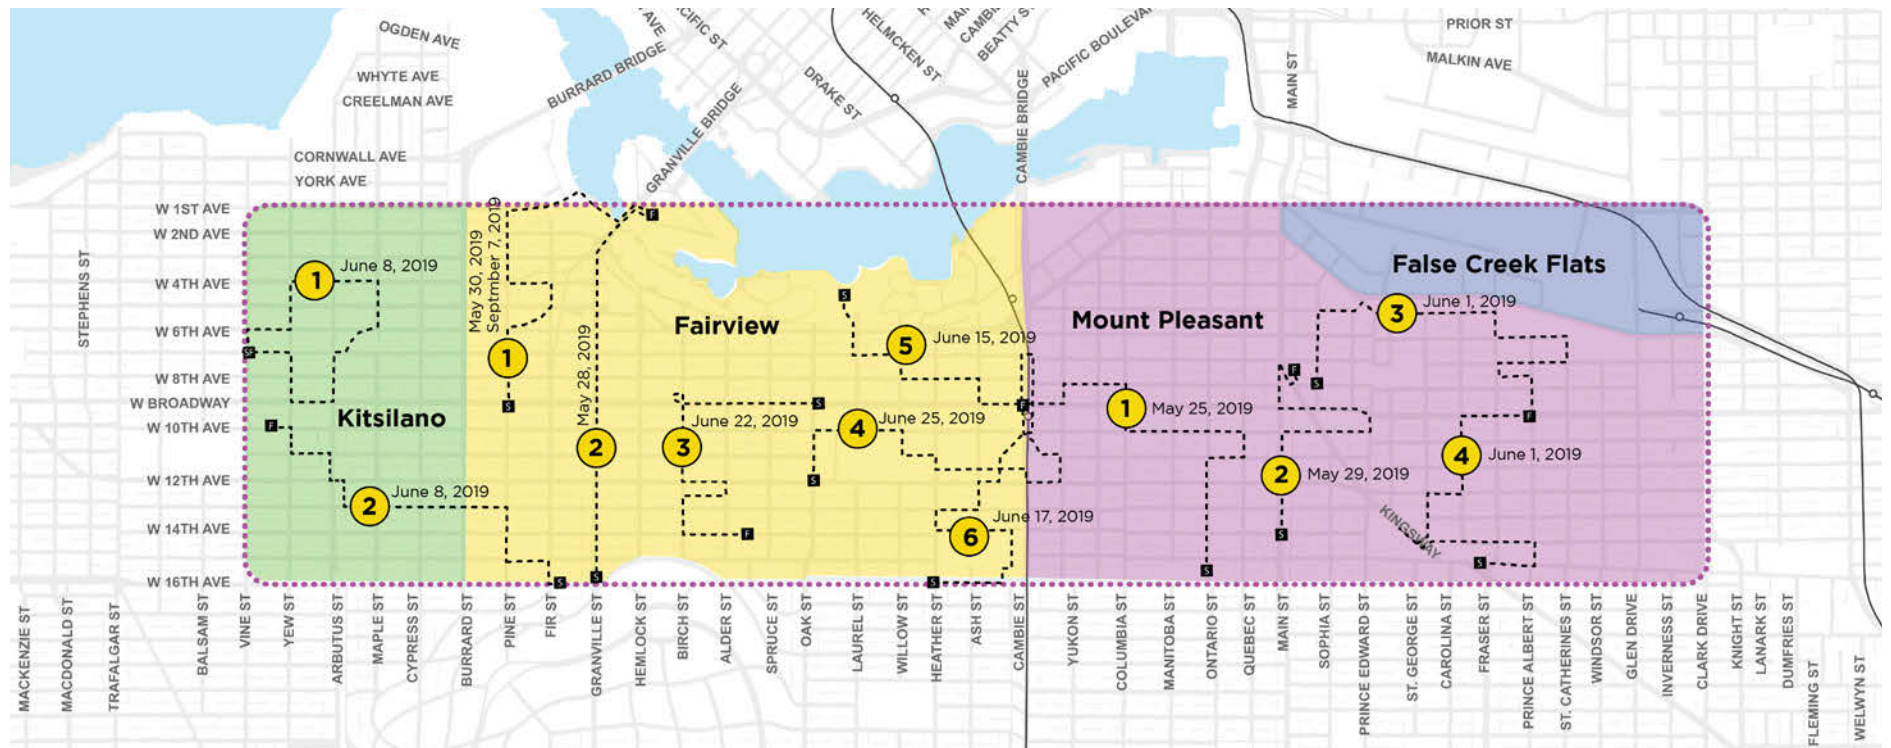 OGDEN AVE
WHYTE AVE
CREELMAN AVE
CORNWALL AVE
YORK AVE
BURRARD BRIDGE
AVE
CIFIC ST
GRANVILLE BRIDGE
DRAKE ST
HELMCKEN ST
MAI
CAMBI
BEATTY S
CAMBIE BRIDGE
PACIFIC BOULEVA
MAIN ST
PRIOR ST
MALKIN AVE
STEPHENS ST
W 1ST AVE
W 2ND AVE
W 4TH AVE
W 6TH AVE
W 8TH AVE
W BROADWAY
W 10TH AVE
W 12TH AVE
W 14TH AVE
W 16TH AVE
Kitsilano
1
June 8, 2019
SF
F
2
June 8, 2019
S
Fairview
May 30, 2019
Septmber 7, 2019
1
S
F
May 28, 2019
2
S
June 22, 2019
3
S
F
4
June 25, 2019
S
S
5
June 15, 2019
F
6
June 17, 2019
S
Mount Pleasant
1
May 25, 2019
S
F
2
May 29, 2019
S
3
June 1, 2019
S
F
4
June 1, 2019
S
KINGSWAY
False Creek Flats
MACKENZIE ST
MACDONALD ST
TRAFALGAR ST
BALSAM ST
VINE ST
YEW ST
ARBUTUS ST
MAPLE ST
CYPRESS ST
BURRARD ST
PINE ST
FIR ST
GRANVILLE ST
HEMLOCK ST
BIRCH ST
ALDER ST
SPRUCE ST
OAK ST
LAUREL ST
WILLOW ST
HEATHER ST
ASH ST
CAMBIE ST
YUKON ST
COLUMBIA ST
MANITOBA ST
ONTARIO ST
QUEBEC ST
MAIN ST
SOPHIA ST
PRINCE EDWARD ST
ST. GEORGE ST
CAROLINA ST
FRASER ST
PRINCE ALBERT ST
ST. CATHERINES ST
WINDSOR ST
GLEN DRIVE
INVERNESS ST
CLARK DRIVE
KNIGHT ST
LANARK ST
DUMFRIES ST
FLEMING ST
WELWYN ST